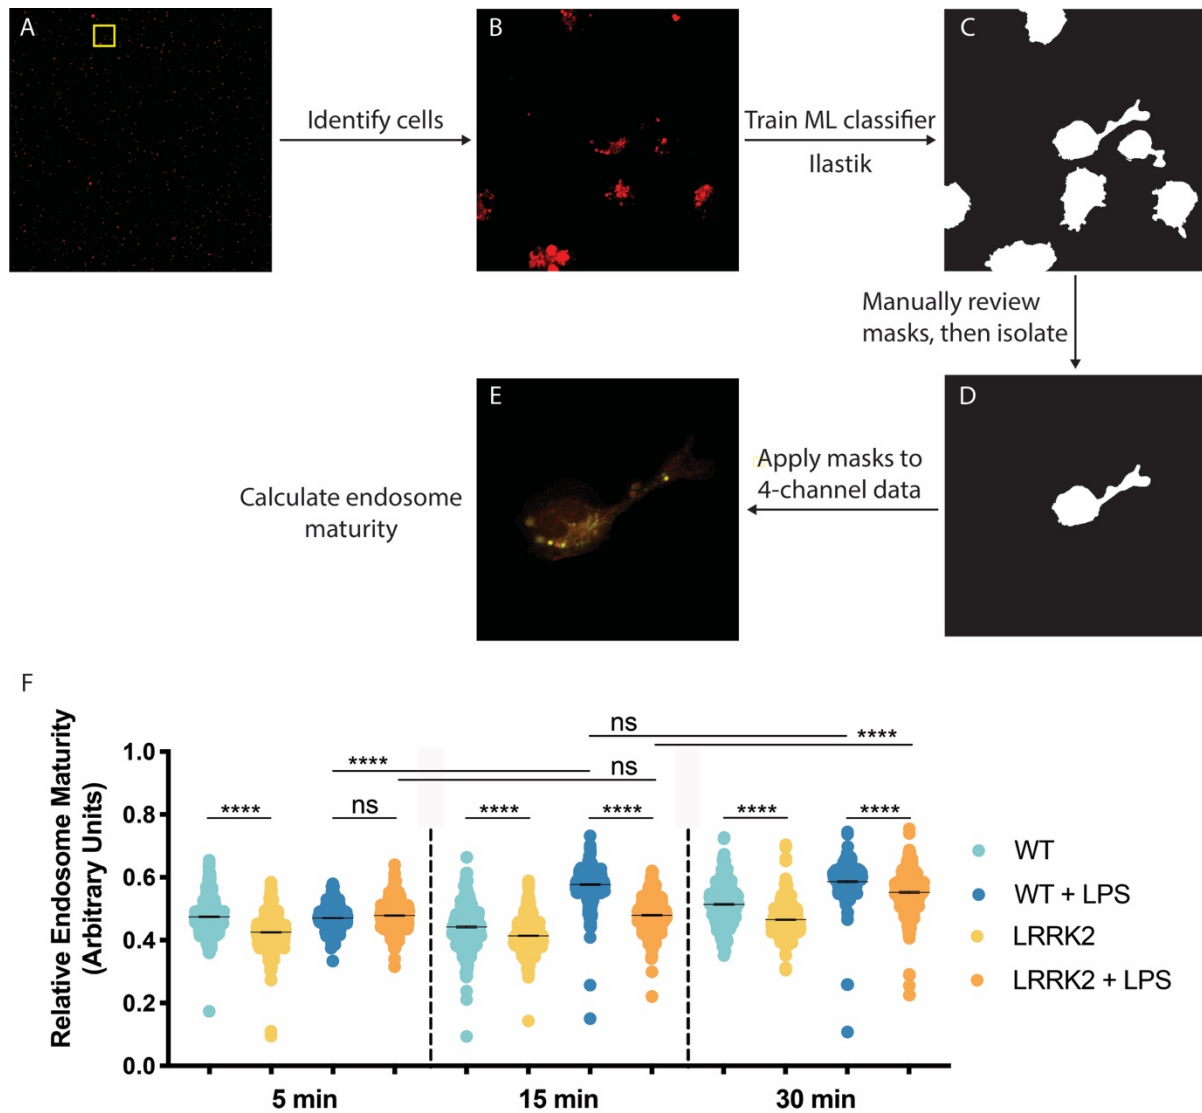 A
Identify cells
B
Train ML classifier
Ilastik
C
Manually review
masks, then isolate
D
Apply masks to
4-channel data
E
Calculate endosome
maturity
F
Relative Endosome Maturity
(Arbitrary Units)
1.0
0.8
0.6
0.4
0.2
0.0
ns
****
****
ns
****
ns
****
****
****
****
5 min
15 min
30 min
WT
WT + LPS
LRRK2
LRRK2 + LPS